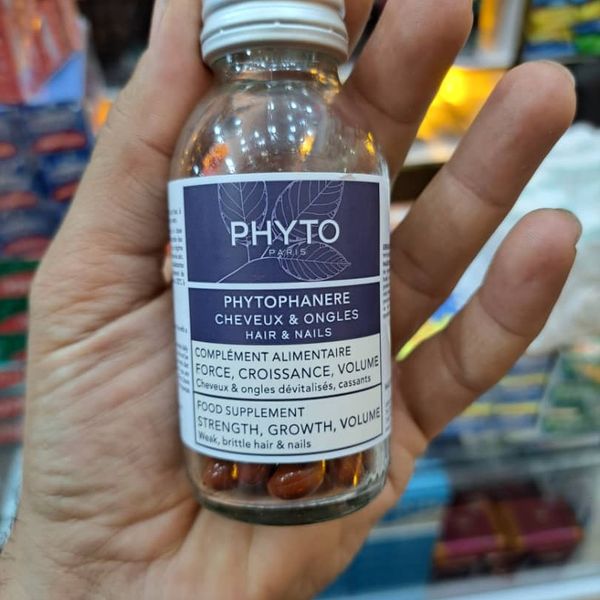 PHYTO
PARIS
PHYTOPHANERE
CHEVEUX & ONGLES
HAIR & NAILS
COMPLÉMENT ALIMENTAIRE
FORCE, CROISSANCE, VOLUME
Cheveux & ongles dévitalisés, cassants
FOOD SUPPLEMENT
STRENGTH, GROWTH, VOLUME
Weak, brittle hair & nails